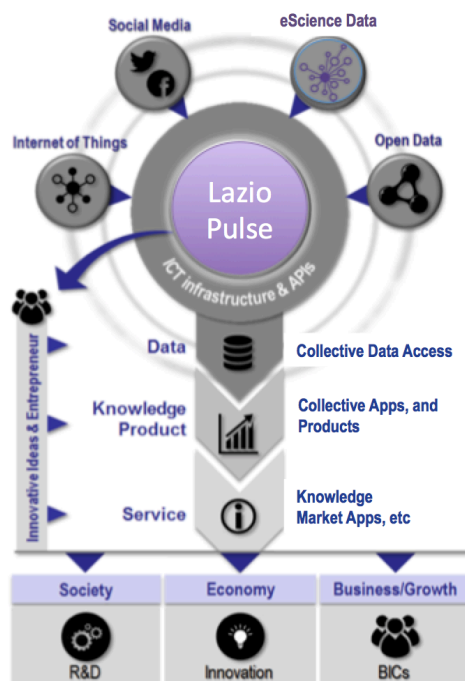 Social Media
eScience Data
Internet of Things
Open Data
Lazio
Pulse
ICT infrastructure & APIs
Innovative Ideas & Entrepreneur
Data
Collective Data Access
Knowledge
Product
Collective Apps, and
Products
Service
Knowledge
Market Apps, etc
Society
Economy
Business/Growth
R&D
Innovation
BICs